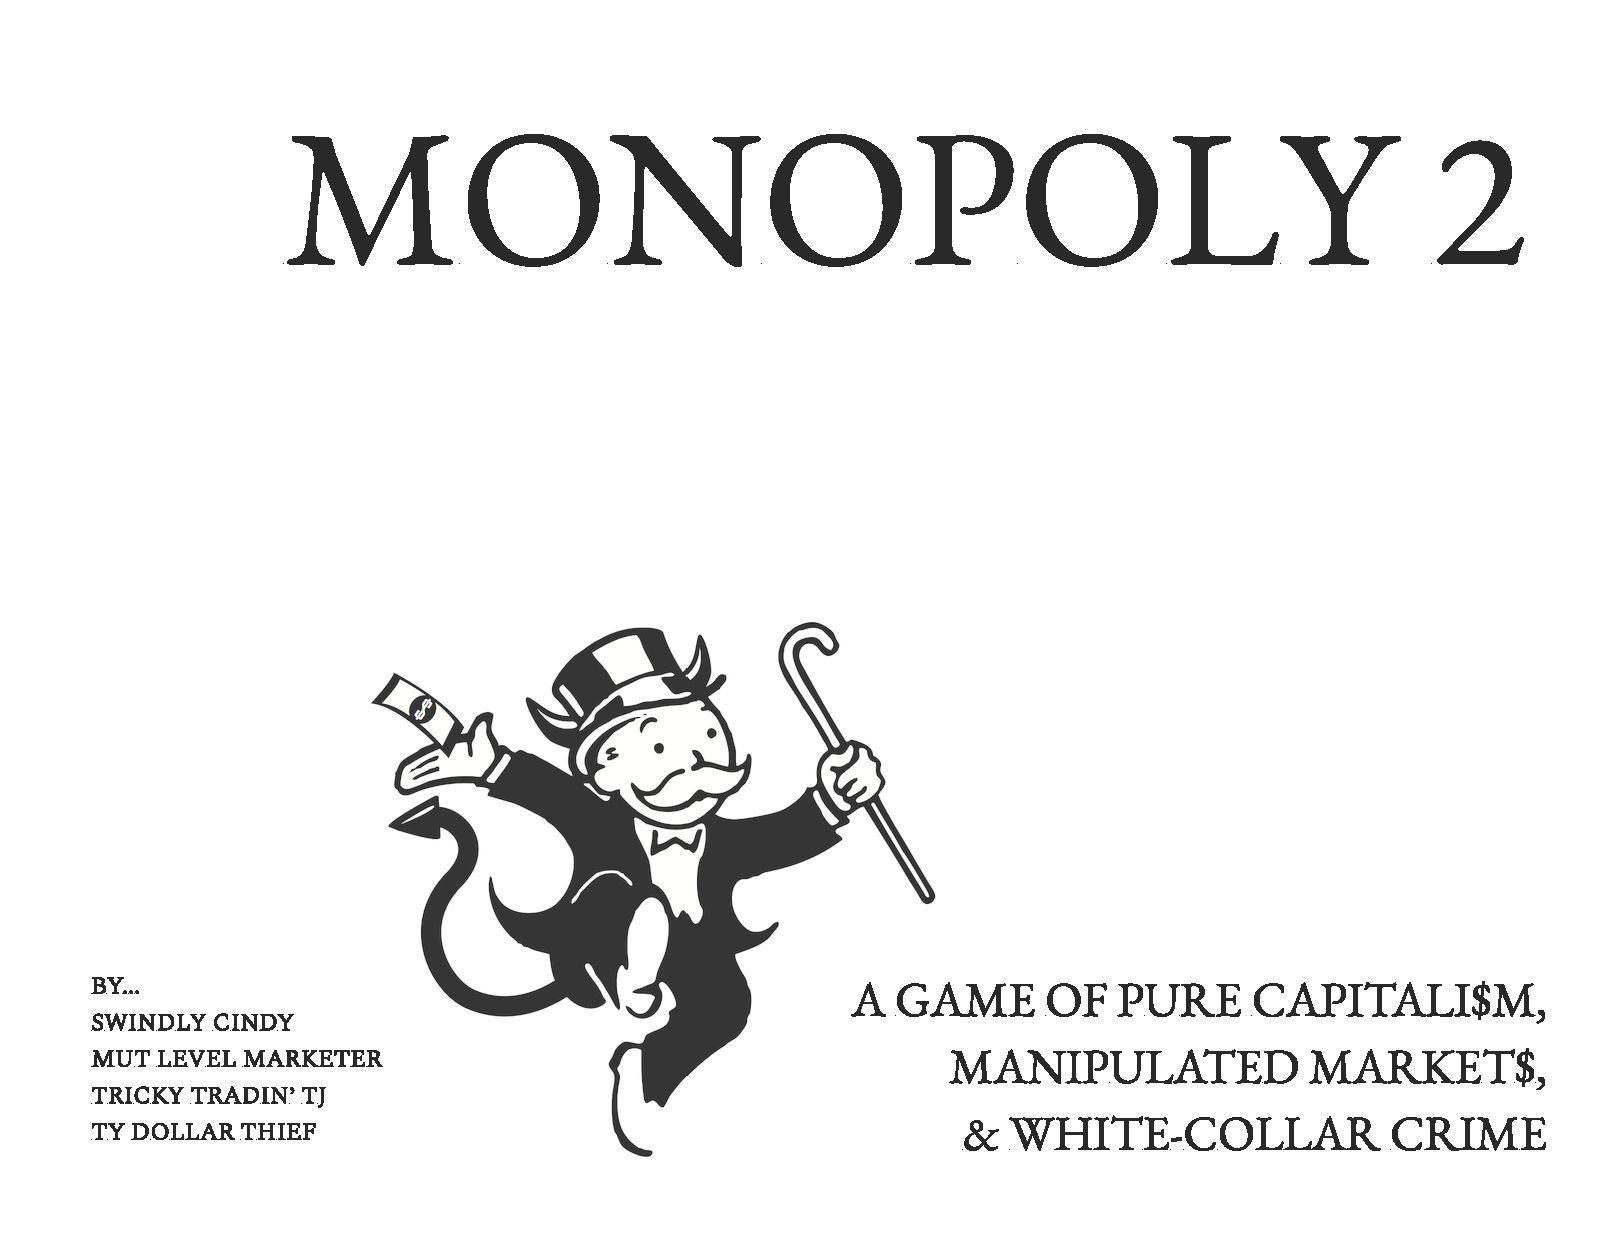 MONOPOLY 2
$
BY...
SWINDLY CINDY
MUT LEVEL MARKETER
TRICKY TRADIN’ TJ
TY DOLLAR THIEF
A GAME OF PURE CAPITALI$M,
MANIPULATED MARKET$,
& WHITE-COLLAR CRIME